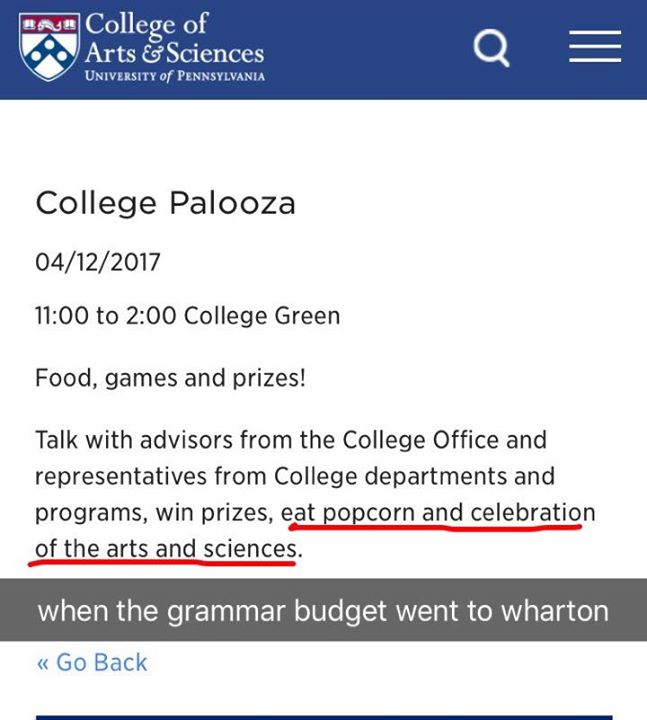 College of
Arts & Sciences
UNIVERSITY of PENNSYLVANIA
College Palooza
04/12/2017
11:00 to 2:00 College Green
Food, games and prizes!
Talk with advisors from the College Office and
representatives from College departments and
programs, win prizes, eat popcorn and celebration
of the arts and sciences.
when the grammar budget went to wharton
« Go Back